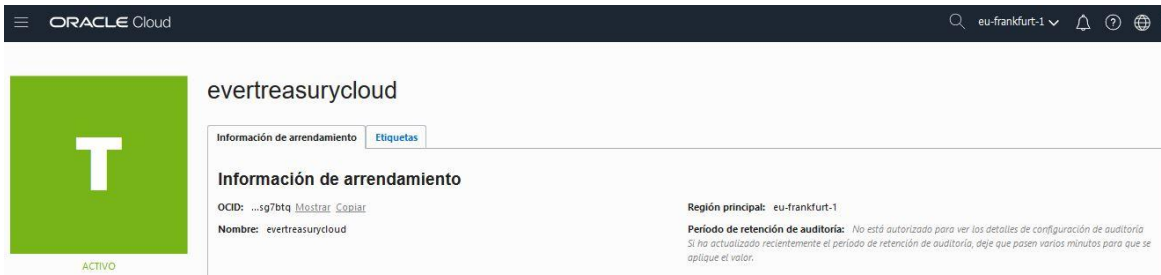 ORACLE Cloud
eu-frankfurt-1
evertreasurycloud
T
ACTIVO
Información de arrendamiento
Etiquetas
Información de arrendamiento
OCID: ...sg7btq Mostrar Copiar
Nombre: evertreasurycloud
Región principal: eu-frankfurt-1
Período de retención de auditoría: No está autorizado para ver los detalles de configuración de auditoría
Si ha actualizado recientemente el período de retención de auditoría, deje que pasen varios minutos para que se
aplique el valor.